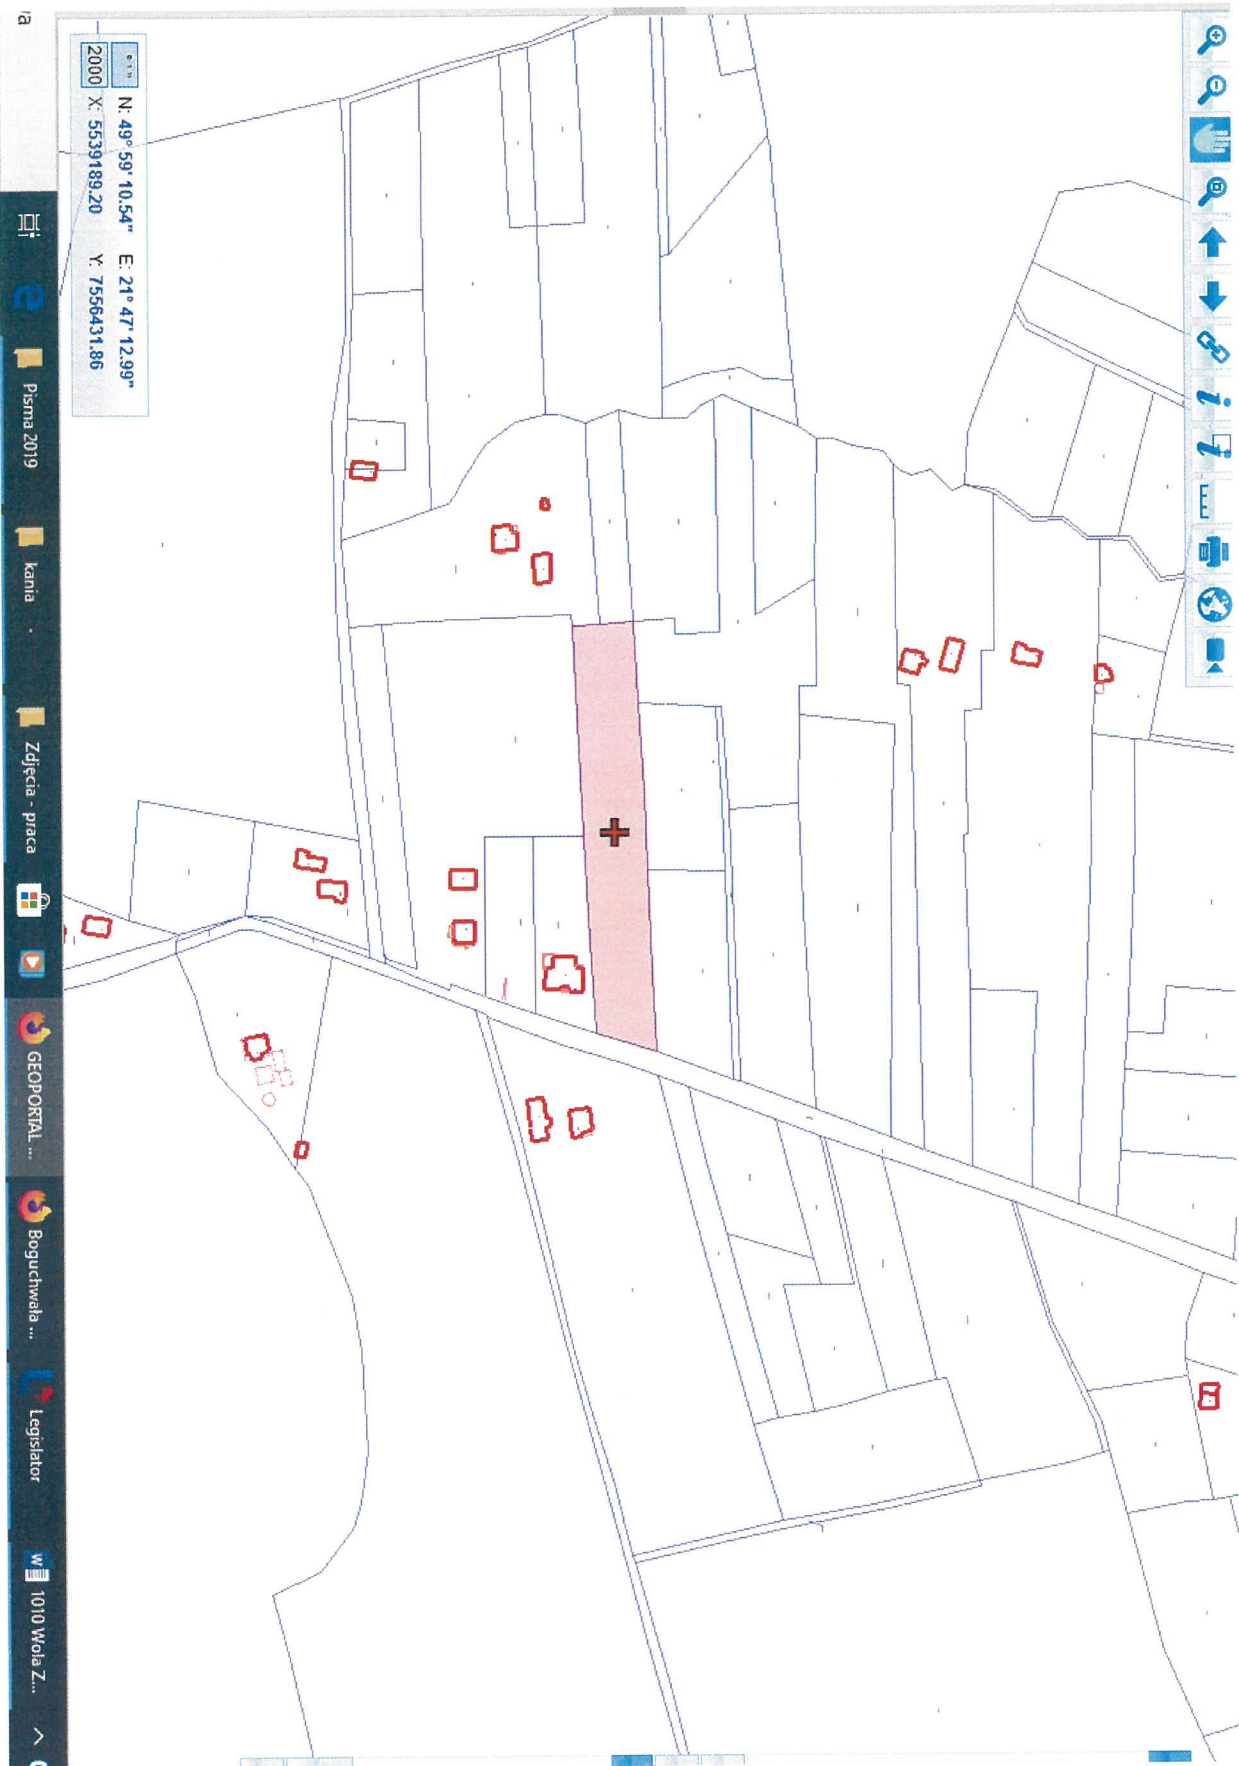 N: 49° 59' 10.54" E: 21° 47' 12.99"
2000 X: 5539189.20 Y: 7556431.86
Pisma 2019
kania
Zdjęcia - praca
GEOPORTAL ...
Boguchwała ...
Legislator
1010 Wola Z...